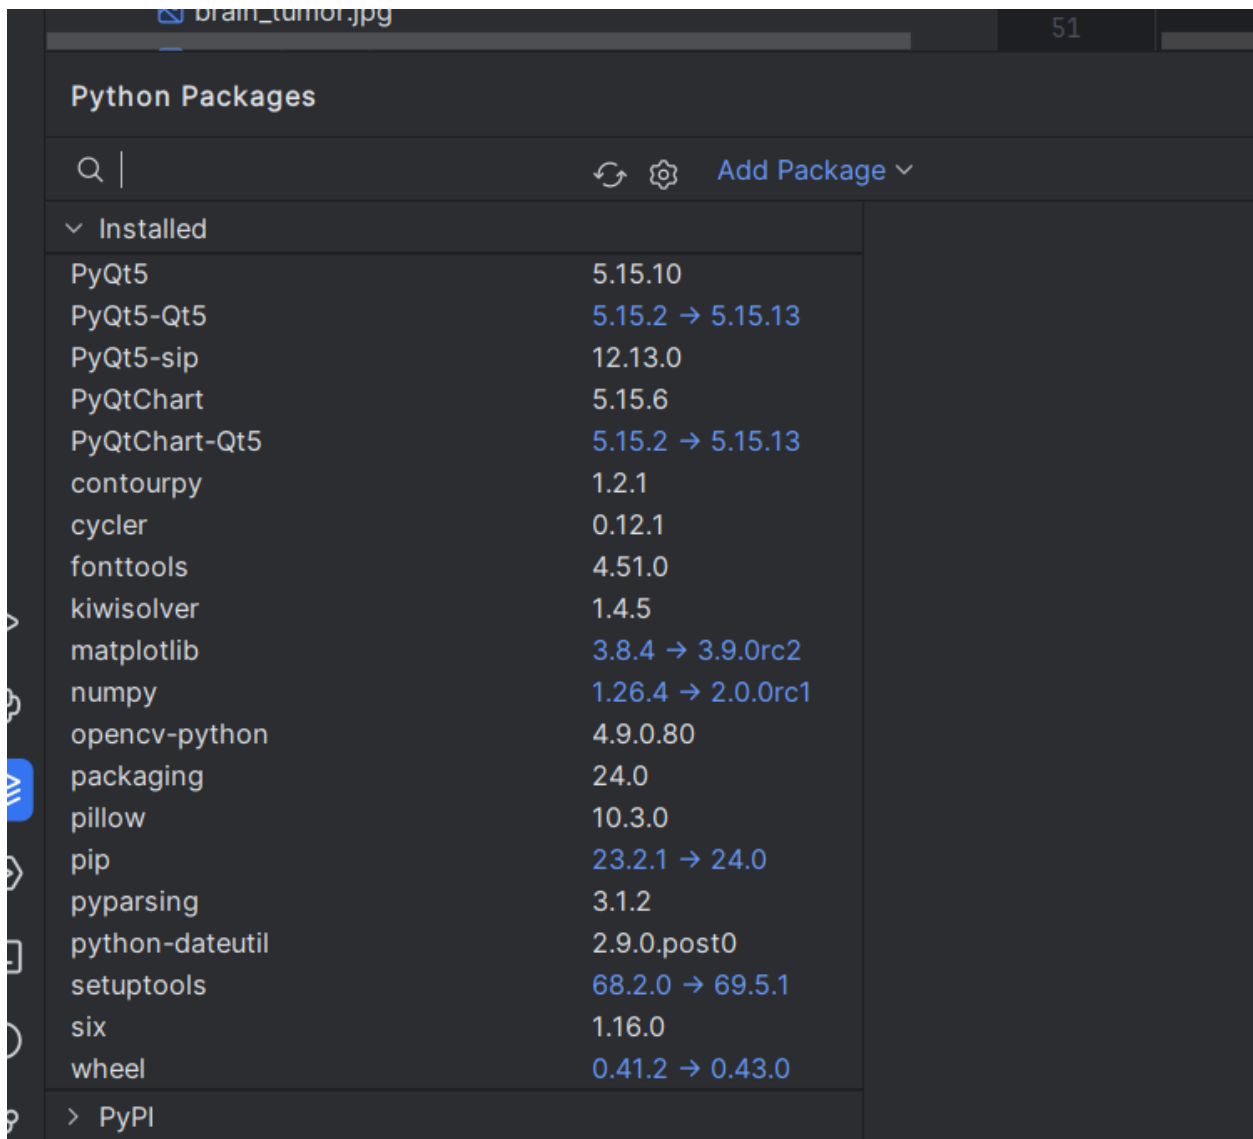 brain_tumor.jpg
51
Python Packages
Add Package
Installed
PyQt5 5.15.10
PyQt5-Qt5 5.15.2 → 5.15.13
PyQt5-sip 12.13.0
PyQtChart 5.15.6
PyQtChart-Qt5 5.15.2 → 5.15.13
contourpy 1.2.1
cycler 0.12.1
fonttools 4.51.0
kiwisolver 1.4.5
matplotlib 3.8.4 → 3.9.0rc2
numpy 1.26.4 → 2.0.0rc1
opencv-python 4.9.0.80
packaging 24.0
pillow 10.3.0
pip 23.2.1 → 24.0
pyparsing 3.1.2
python-dateutil 2.9.0.post0
setuptools 68.2.0 → 69.5.1
six 1.16.0
wheel 0.41.2 → 0.43.0
PyPI